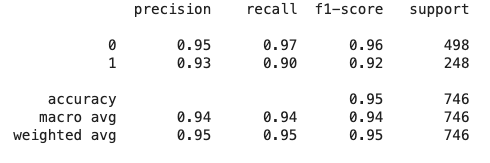 precision recall f1-score support
0 0.95 0.97 0.96 498
1 0.93 0.90 0.92 248
accuracy 0.95 746
macro avg 0.94 0.94 0.94 746
weighted avg 0.95 0.95 0.95 746